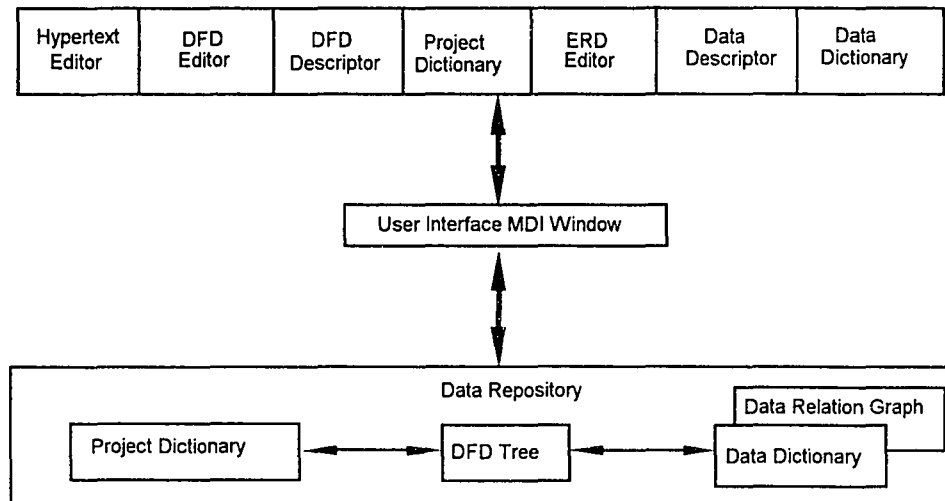 Hypertext Editor
DFD Editor
DFD Descriptor
Project Dictionary
ERD Editor
Data Descriptor
Data Dictionary
User Interface MDI Window
Data Repository
Data Relation Graph
Project Dictionary
DFD Tree
Data Dictionary